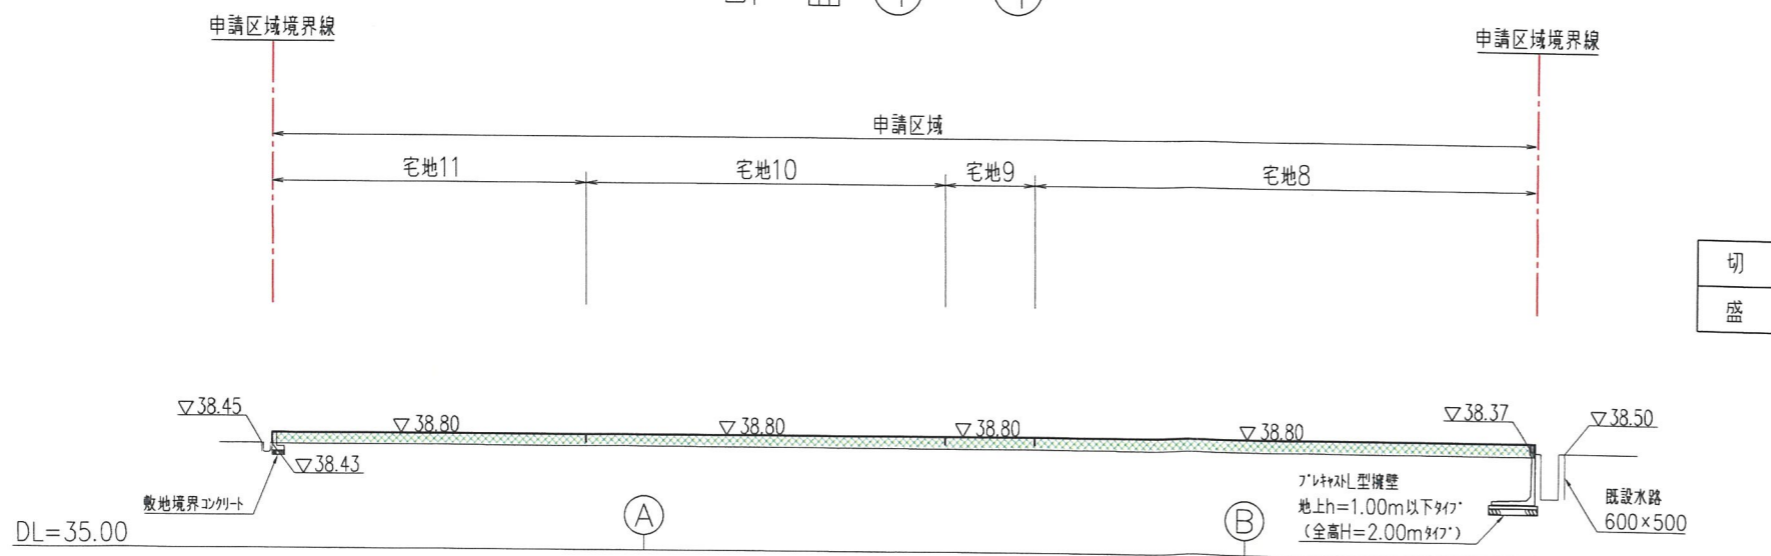 申請区域境界線
申請区域境界線
申請区域
宅地11
宅地10
宅地9
宅地8
切
盛
▽38.45
▽38.80
▽38.80
▽38.80
▽38.80
▽38.37
▽38.50
▽38.43
敷地境界コンクリート
プレキャストL型擁壁
地上h=1.00m以下タイプ
(全高H=2.00mタイプ)
既設水路
600×500
A
B
DL=35.00